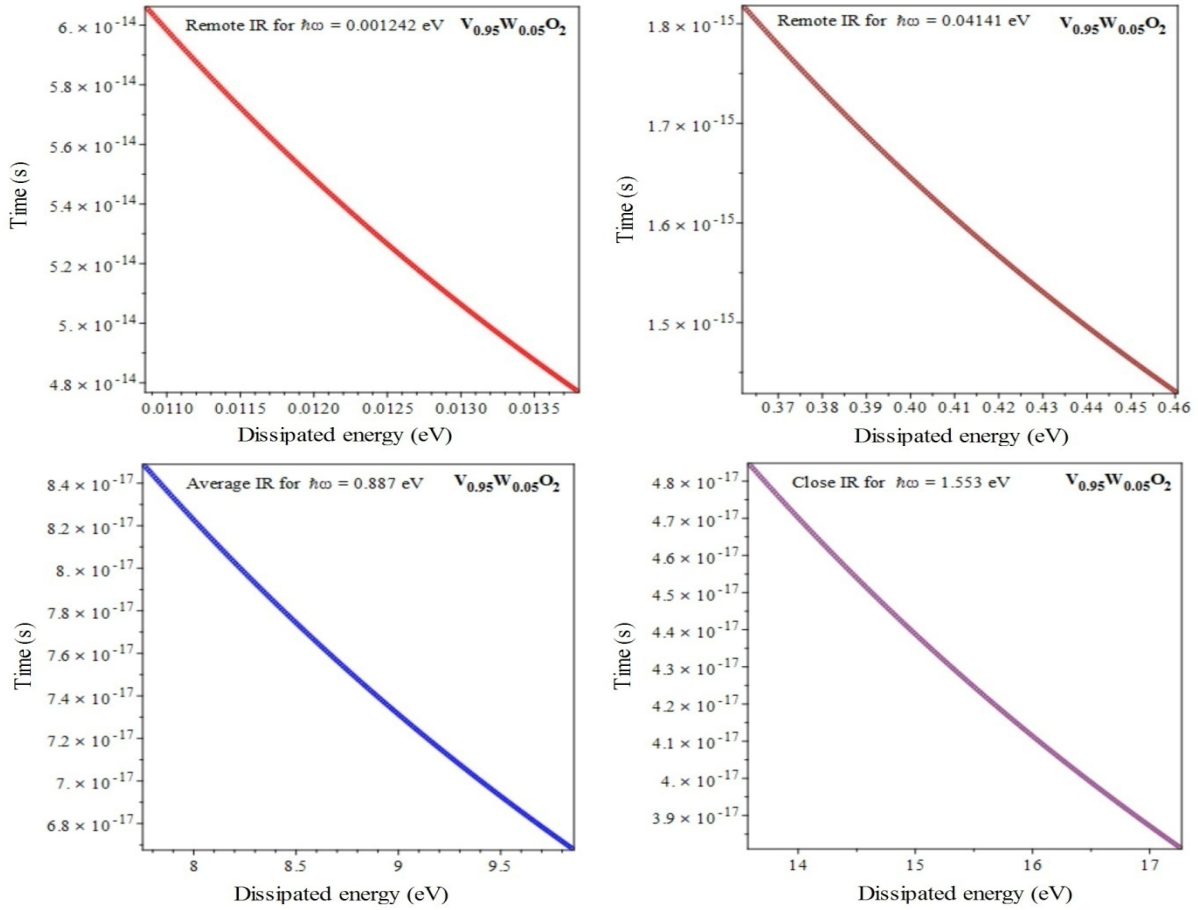 Remote IR for ℏω = 0.001242 eV V₀.₉₅W₀.₀₅O₂
6. × 10⁻¹⁴
5.8 × 10⁻¹⁴
5.6 × 10⁻¹⁴
5.4 × 10⁻¹⁴
5.2 × 10⁻¹⁴
5. × 10⁻¹⁴
4.8 × 10⁻¹⁴
Time (s)
0.0110 0.0115 0.0120 0.0125 0.0130 0.0135
Dissipated energy (eV)
Remote IR for ℏω = 0.04141 eV V₀.₉₅W₀.₀₅O₂
1.8 × 10⁻¹⁵
1.7 × 10⁻¹⁵
1.6 × 10⁻¹⁵
1.5 × 10⁻¹⁵
Time (s)
0.37 0.38 0.39 0.40 0.41 0.42 0.43 0.44 0.45 0.46
Dissipated energy (eV)
Average IR for ℏω = 0.887 eV V₀.₉₅W₀.₀₅O₂
8.4 × 10⁻¹⁷
8.2 × 10⁻¹⁷
8. × 10⁻¹⁷
7.8 × 10⁻¹⁷
7.6 × 10⁻¹⁷
7.4 × 10⁻¹⁷
7.2 × 10⁻¹⁷
7. × 10⁻¹⁷
6.8 × 10⁻¹⁷
Time (s)
8 8.5 9 9.5
Dissipated energy (eV)
Close IR for ℏω = 1.553 eV V₀.₉₅W₀.₀₅O₂
4.8 × 10⁻¹⁷
4.7 × 10⁻¹⁷
4.6 × 10⁻¹⁷
4.5 × 10⁻¹⁷
4.4 × 10⁻¹⁷
4.3 × 10⁻¹⁷
4.2 × 10⁻¹⁷
4.1 × 10⁻¹⁷
4. × 10⁻¹⁷
3.9 × 10⁻¹⁷
Time (s)
14 15 16 17
Dissipated energy (eV)